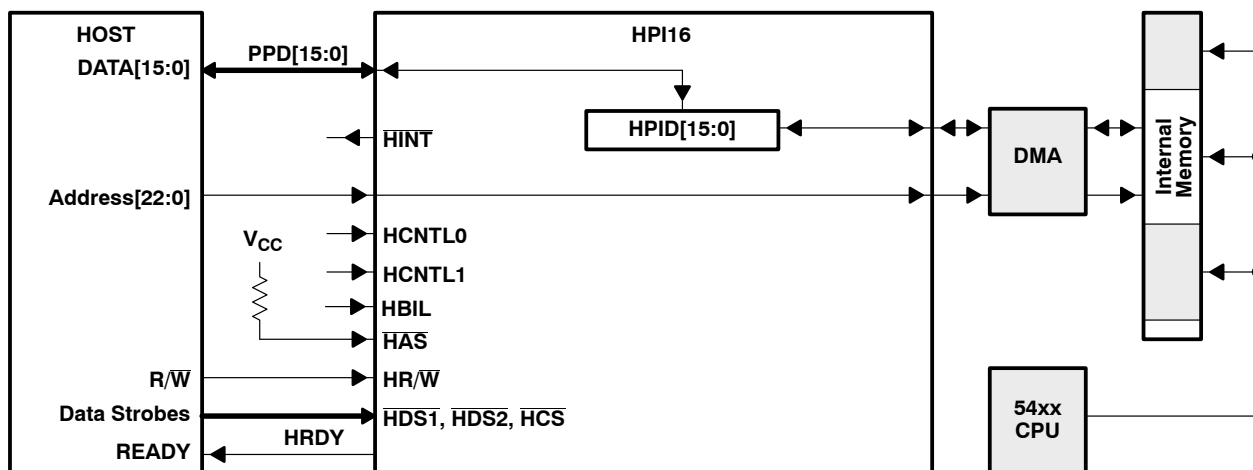 HOST
HPI16
DATA[15:0]
PPD[15:0]
HPID[15:0]
HINT
DMA
Internal
Memory
Address[22:0]
VCC
HCNTL0
HCNTL1
HBIL
HAS
R/W
HR/W
Data Strobes
HDS1, HDS2, HCS
READY
HRDY
54xx
CPU